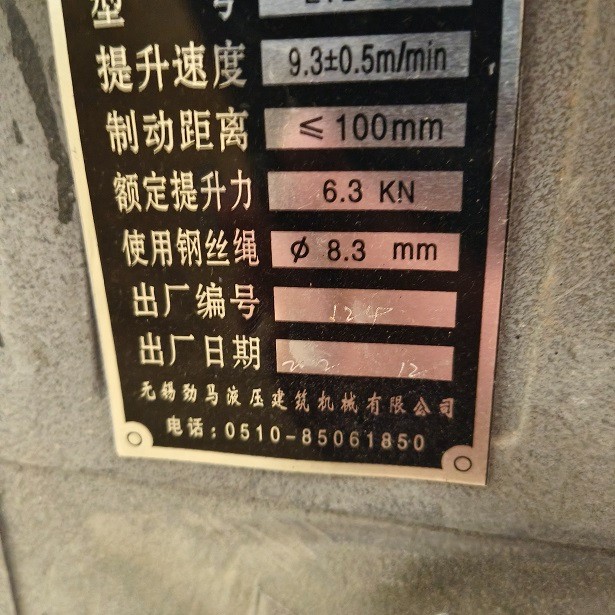 型 号
提升速度 9.3±0.5m/min
制动距离 ≤100mm
额定提升力 6.3 KN
使用钢丝绳 ϕ 8.3 mm
出厂编号 124
出厂日期 12
无锡劲马液压建筑机械有限公司
电话:0510-85061850